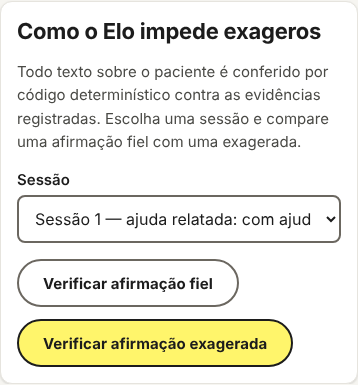 Como o Elo impede exageros
Todo texto sobre o paciente é conferido por
código determinístico contra as evidências
registradas. Escolha uma sessão e compare
uma afirmação fiel com uma exagerada.
Sessão
Sessão 1 — ajuda relatada: com ajud
Verificar afirmação fiel
Verificar afirmação exagerada